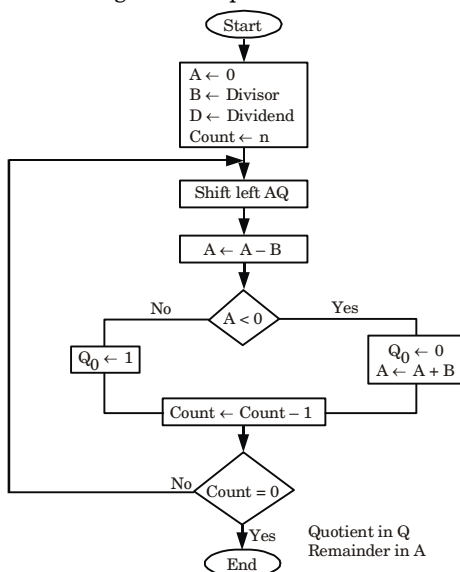 Start
A ← 0
B ← Divisor
D ← Dividend
Count ← n
Shift left AQ
A ← A – B
No
A < 0
Yes
Q0 ← 1
Q0 ← 0
A ← A + B
Count ← Count – 1
No
Count = 0
Yes
Quotient in Q
Remainder in A
End